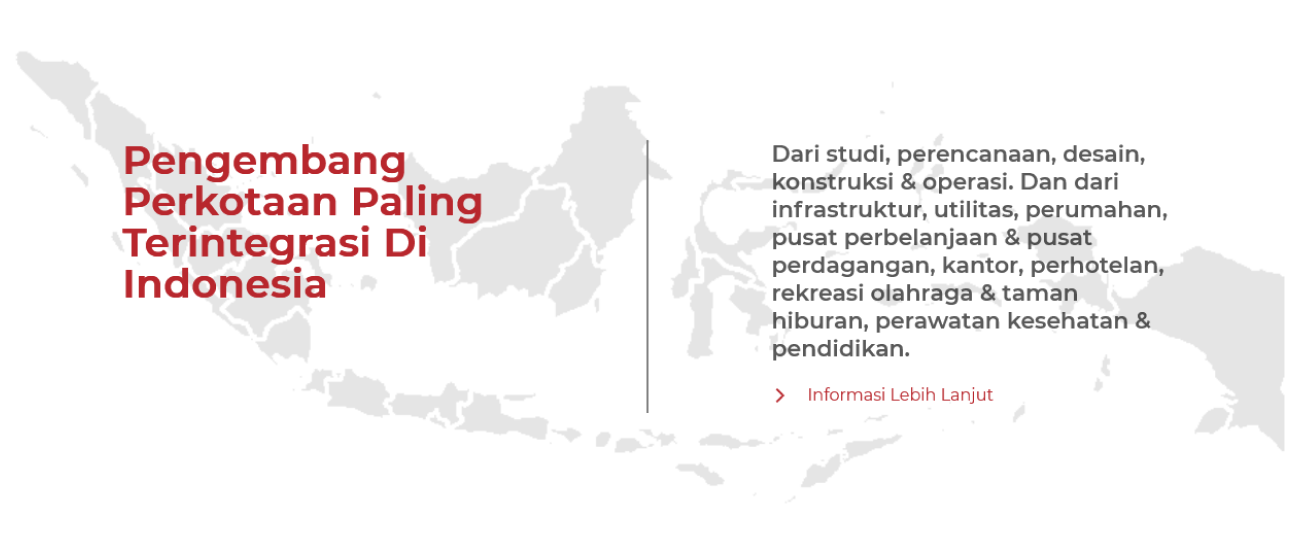 Pengembang
Perkotaan Paling
Terintegrasi Di
Indonesia
Dari studi, perencanaan, desain,
konstruksi & operasi. Dan dari
infrastruktur, utilitas, perumahan,
pusat perbelanjaan & pusat
perdagangan, kantor, perhotelan,
rekreasi olahraga & taman
hiburan, perawatan kesehatan &
pendidikan.
Informasi Lebih Lanjut